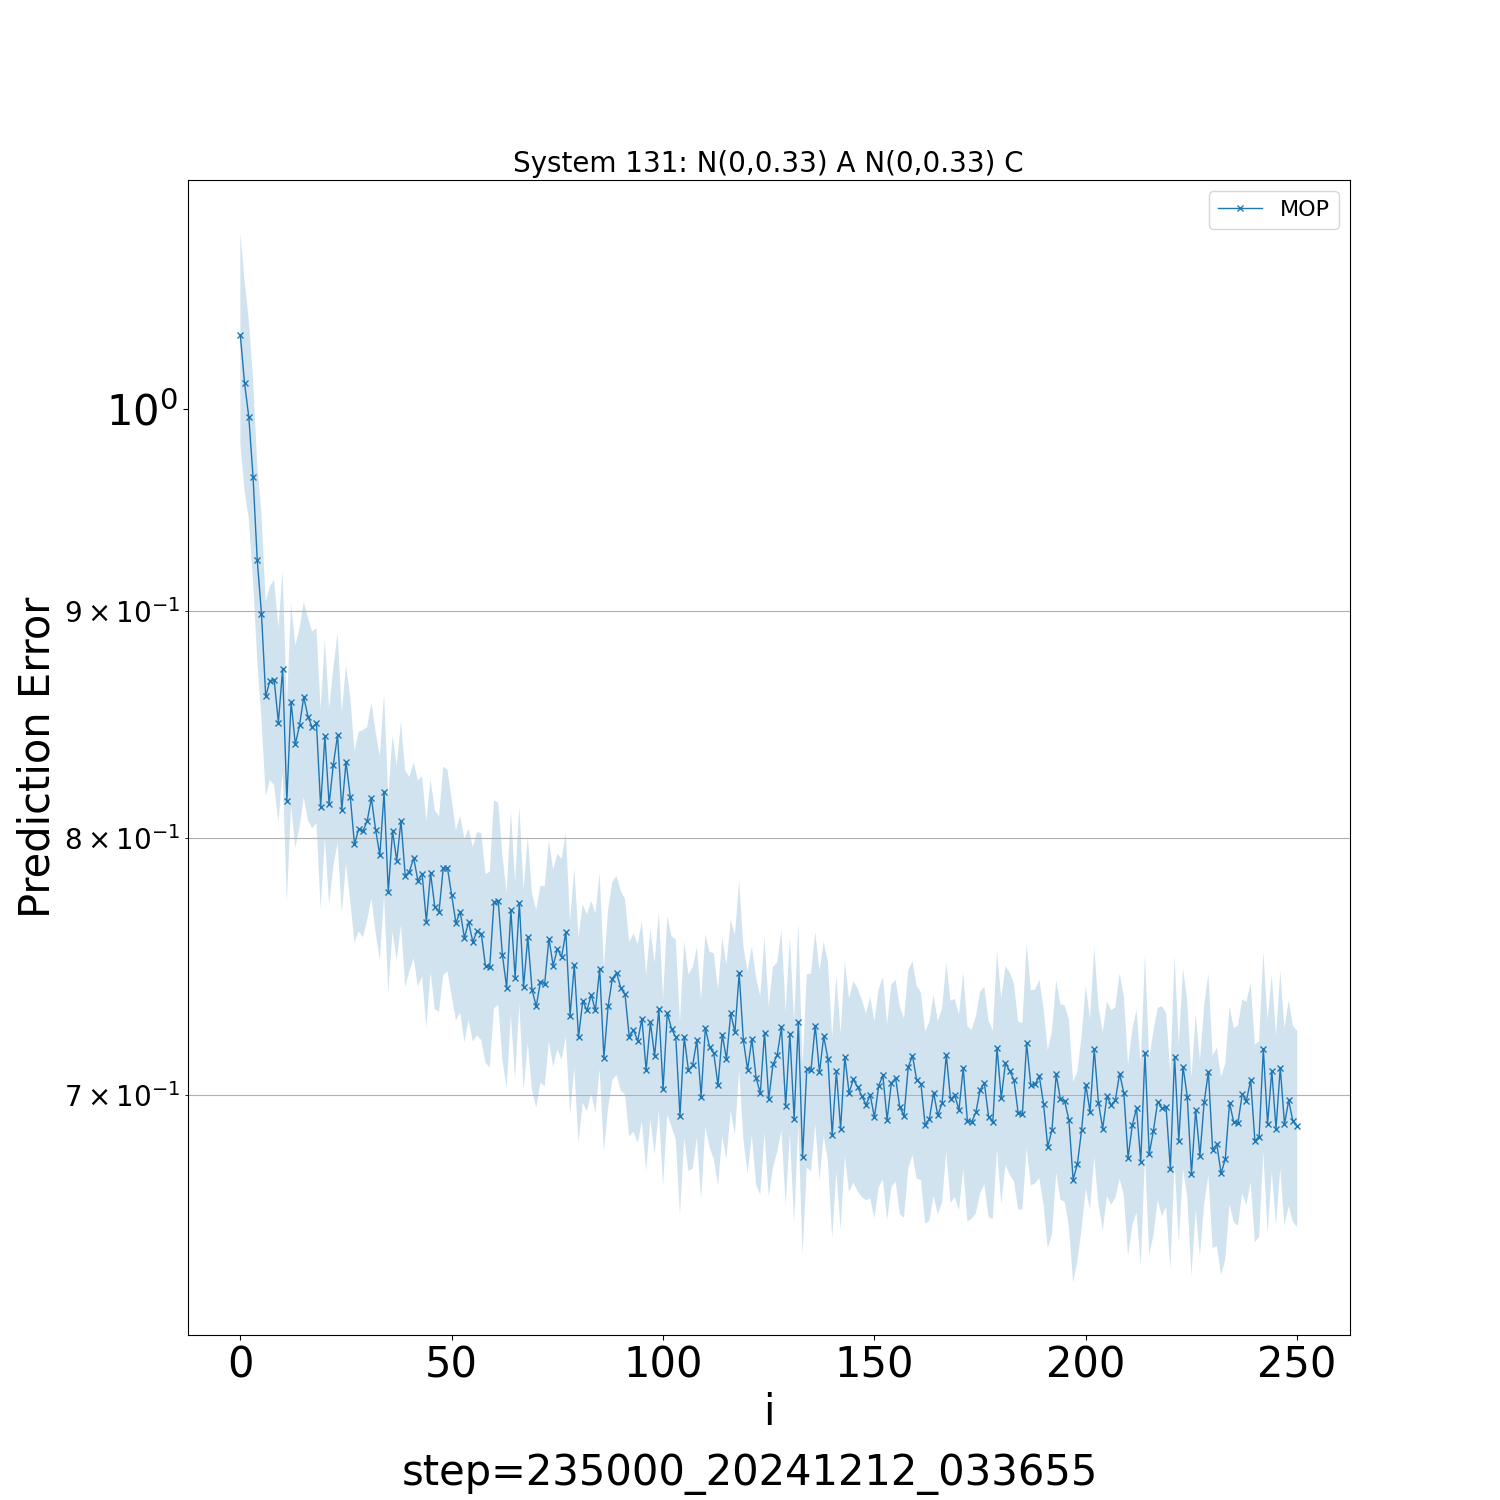 System 131: N(0,0.33) A N(0,0.33) C
MOP
10⁰
9 × 10⁻¹
8 × 10⁻¹
7 × 10⁻¹
Prediction Error
0 50 100 150 200 250
i
step=235000_20241212_033655